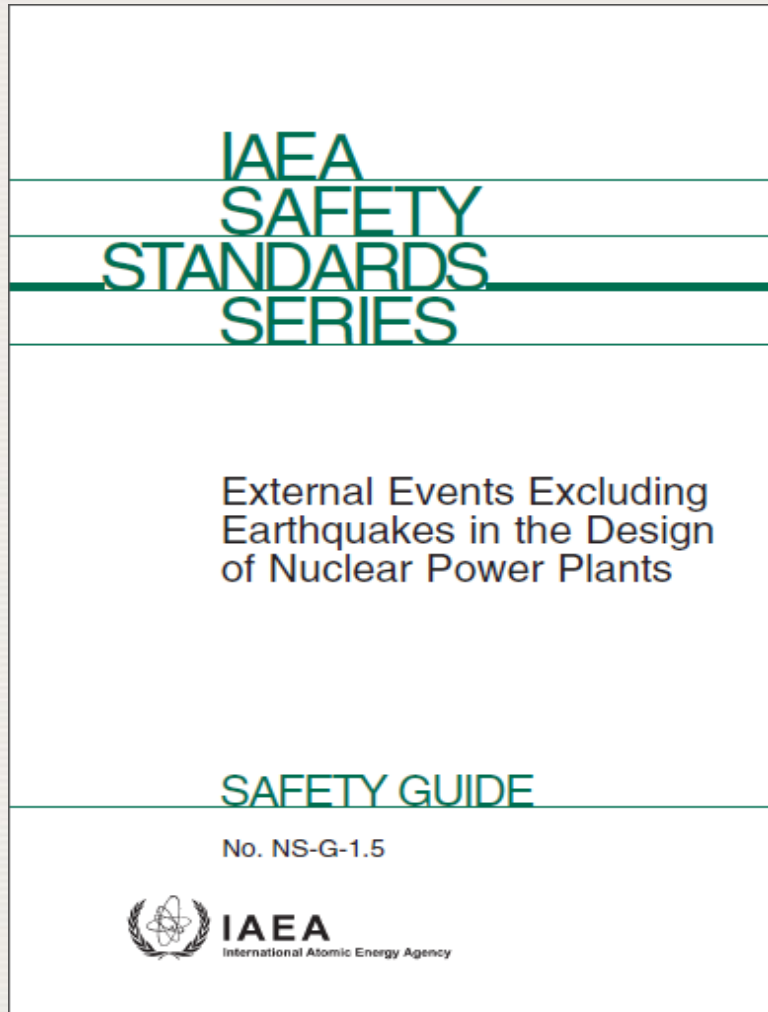 IAEA
SAFETY
STANDARDS
SERIES
External Events Excluding
Earthquakes in the Design
of Nuclear Power Plants
SAFETY GUIDE
No. NS-G-1.5
IAEA
International Atomic Energy Agency